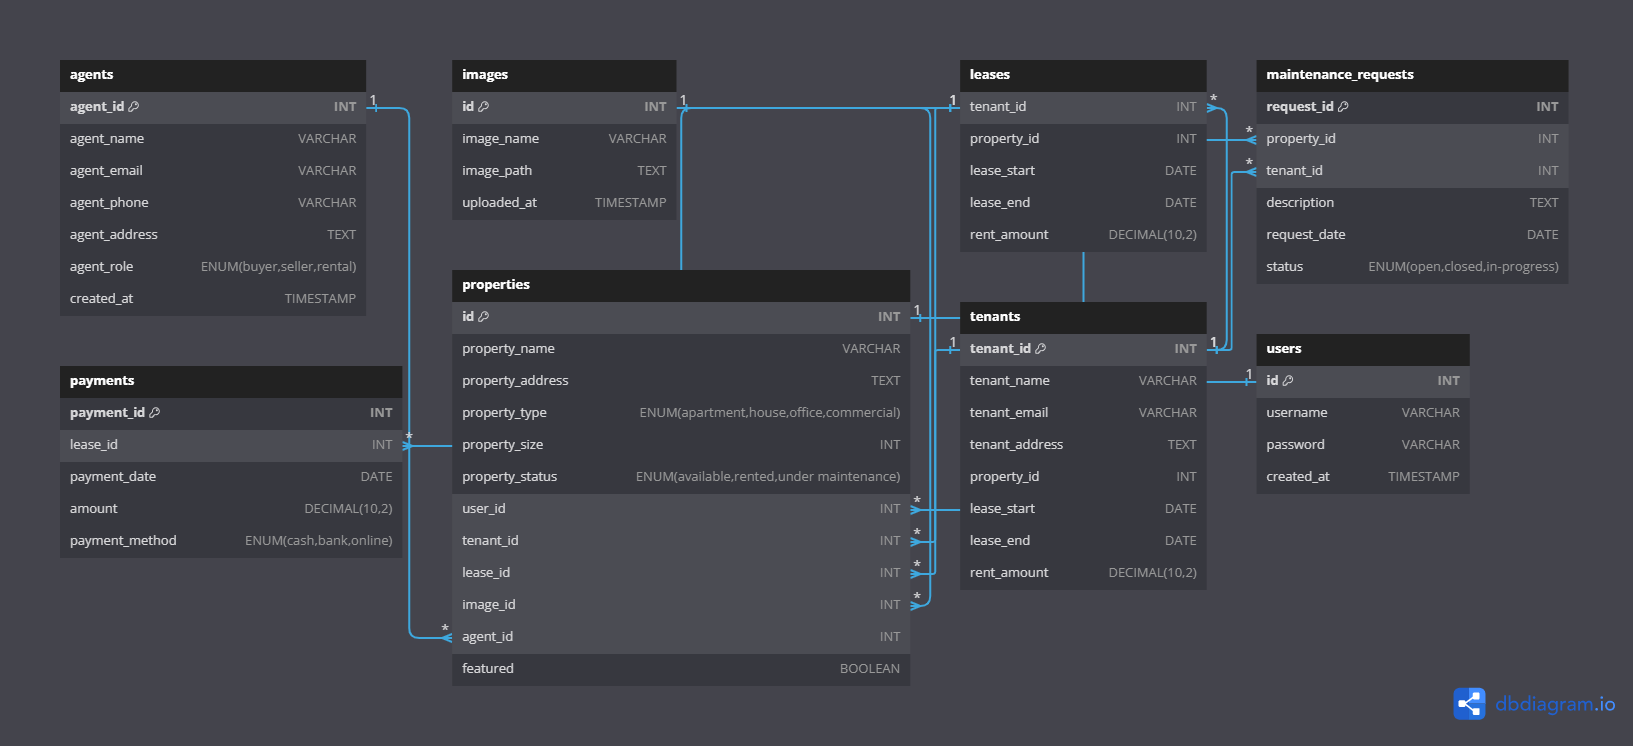 agents
agent_id INT
agent_name VARCHAR
agent_email VARCHAR
agent_phone VARCHAR
agent_address TEXT
agent_role ENUM(buyer,seller,rental)
created_at TIMESTAMP
1
*
payments
payment_id INT
lease_id INT
payment_date DATE
amount DECIMAL(10,2)
payment_method ENUM(cash,bank,online)
*
images
id INT
image_name VARCHAR
image_path TEXT
uploaded_at TIMESTAMP
1
properties
id INT
property_name VARCHAR
property_address TEXT
property_type ENUM(apartment,house,office,commercial)
property_size INT
property_status ENUM(available,rented,under maintenance)
user_id INT
tenant_id INT
lease_id INT
image_id INT
agent_id INT
featured BOOLEAN
1
*
*
*
*
leases
1
tenant_id INT
property_id INT
lease_start DATE
lease_end DATE
rent_amount DECIMAL(10,2)
*
tenants
1
tenant_id INT
tenant_name VARCHAR
tenant_email VARCHAR
tenant_address TEXT
property_id INT
lease_start DATE
lease_end DATE
rent_amount DECIMAL(10,2)
1
maintenance_requests
request_id INT
*
property_id INT
*
tenant_id INT
description TEXT
request_date DATE
status ENUM(open,closed,in-progress)
users
1
id INT
username VARCHAR
password VARCHAR
created_at TIMESTAMP
dbdiagram.io